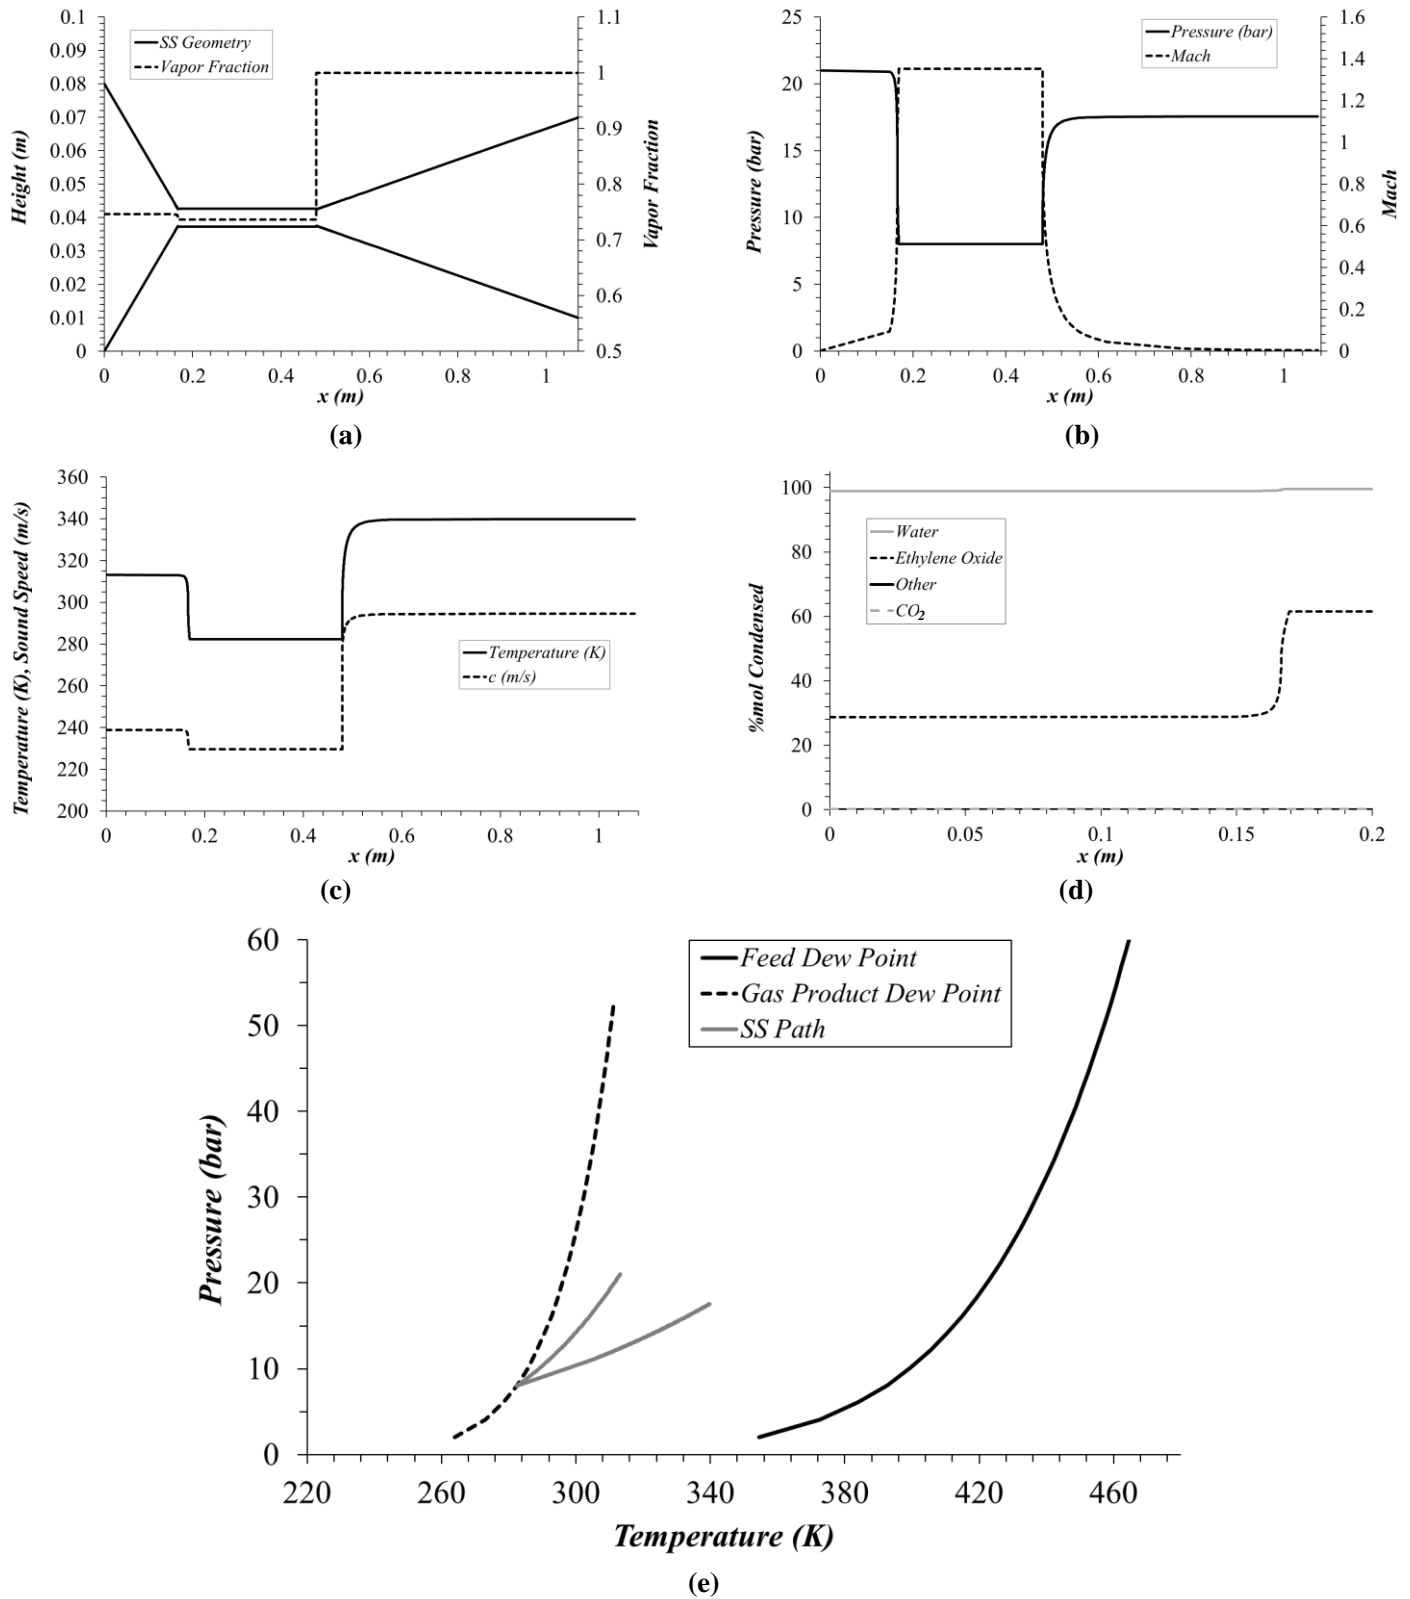 0.1
0.09
0.08
0.07
0.06
0.05
0.04
0.03
0.02
0.01
0
Height (m)
SS Geometry
Vapor Fraction
1.1
1
0.9
0.8
0.7
0.6
0.5
Vapor Fraction
0 0.2 0.4 0.6 0.8 1
x (m)
(a)
25
20
15
10
5
0
Pressure (bar)
Pressure (bar)
Mach
1.6
1.4
1.2
1
0.8
0.6
0.4
0.2
0
Mach
0 0.2 0.4 0.6 0.8 1
x (m)
(b)
360
340
320
300
280
260
240
220
200
Temperature (K), Sound Speed (m/s)
Temperature (K)
c (m/s)
0 0.2 0.4 0.6 0.8 1
x (m)
(c)
100
80
60
40
20
0
%mol Condensed
Water
Ethylene Oxide
Other
CO2
0 0.05 0.1 0.15 0.2
x (m)
(d)
60
50
40
30
20
10
0
Pressure (bar)
Feed Dew Point
Gas Product Dew Point
SS Path
220 260 300 340 380 420 460
Temperature (K)
(e)